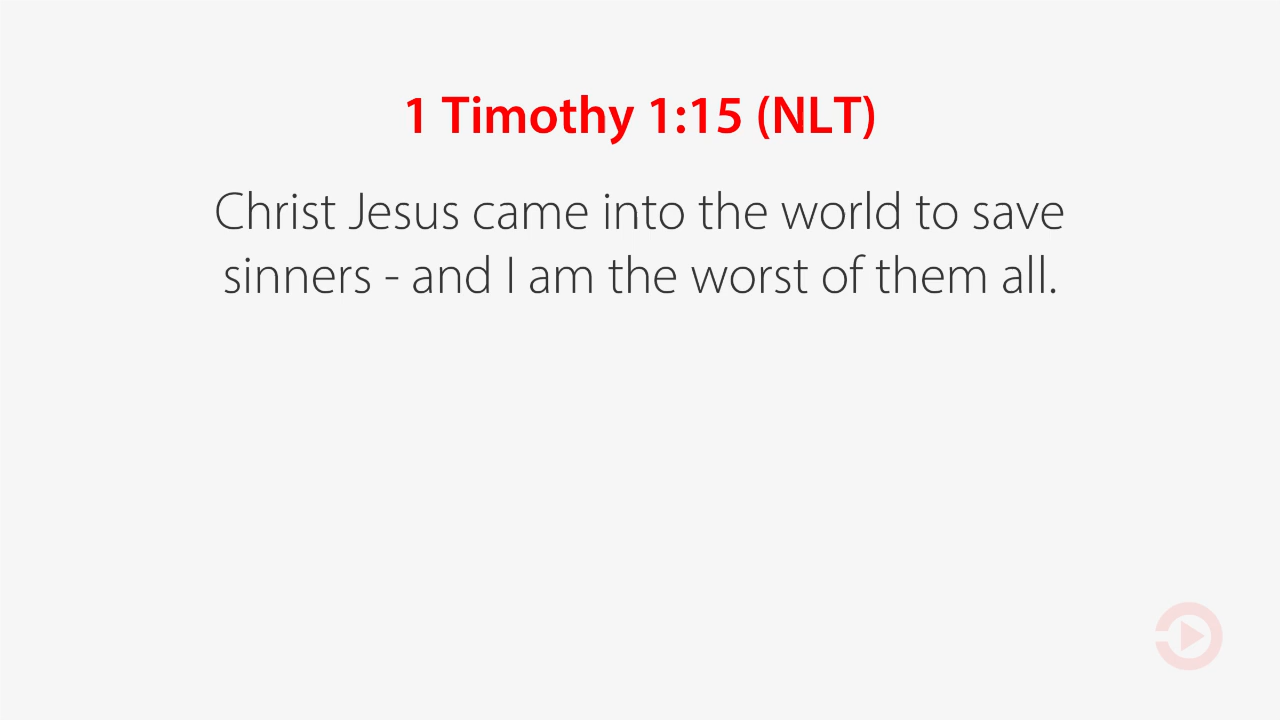 1 Timothy 1:15 (NLT)
Christ Jesus came into the world to save
sinners - and I am the worst of them all.